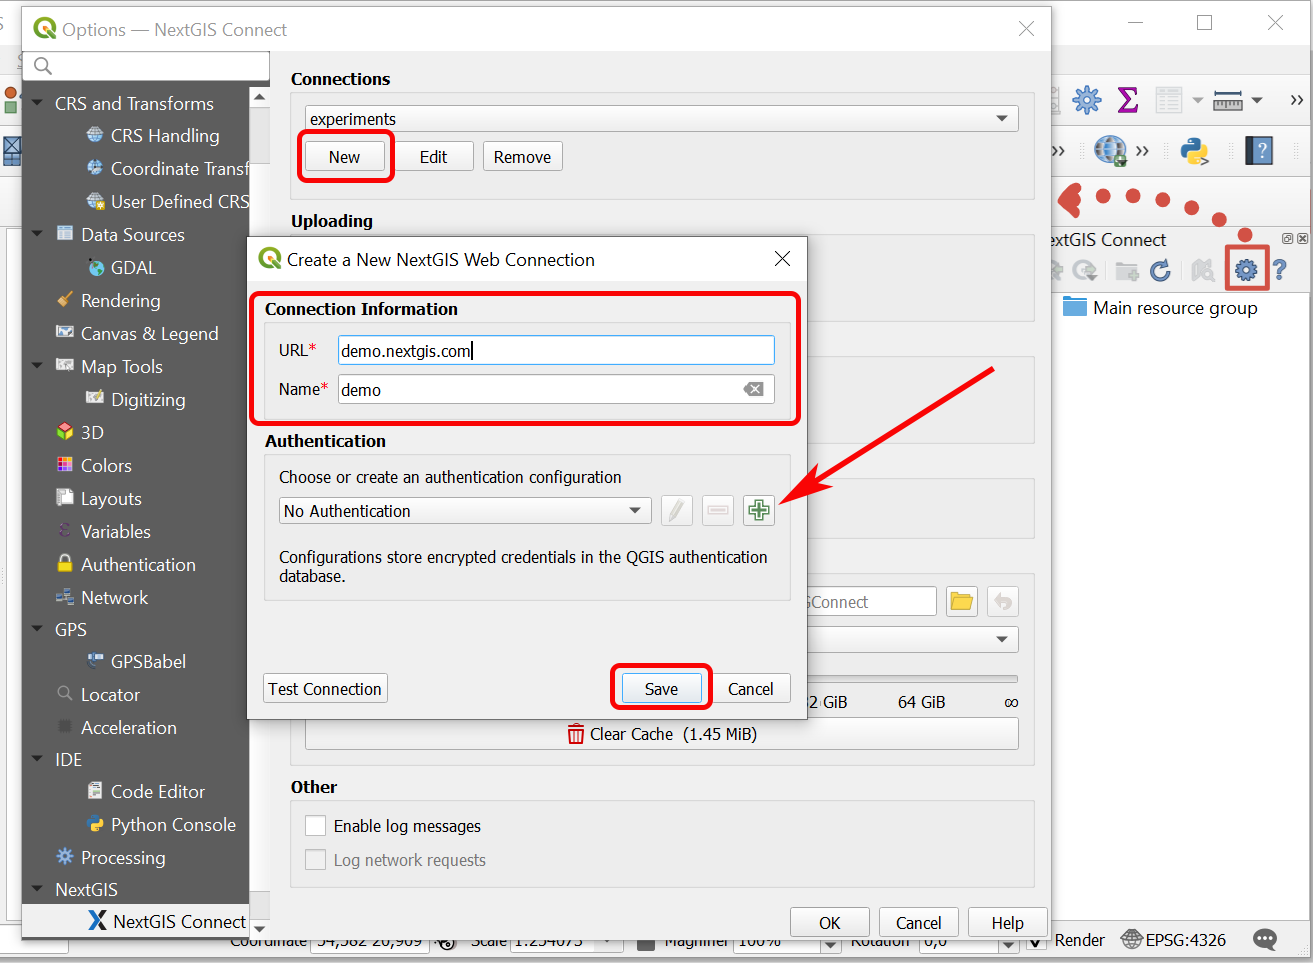 Options — NextGIS Connect
CRS and Transforms
CRS Handling
Coordinate Transf
User Defined CRS
Data Sources
GDAL
Rendering
Canvas & Legend
Map Tools
Digitizing
3D
Colors
Layouts
Variables
Authentication
Network
GPS
GPSBabel
Locator
Acceleration
IDE
Code Editor
Python Console
Processing
NextGIS
NextGIS Connect
Connections
experiments
New
Edit
Remove
Uploading
Create a New NextGIS Web Connection
Connection Information
URL*
demo.nextgis.com
Name*
demo
Authentication
Choose or create an authentication configuration
No Authentication
Configurations store encrypted credentials in the QGIS authentication
database.
Test Connection
Save
Cancel
GConnect
2 GiB
64 GiB
∞
Clear Cache (1.45 MiB)
Other
Enable log messages
Log network requests
OK
Cancel
Help
extGIS Connect
Main resource group
Coordinate
Scale
Magnifier
100%
Rotation
0,0
Render
EPSG:4326